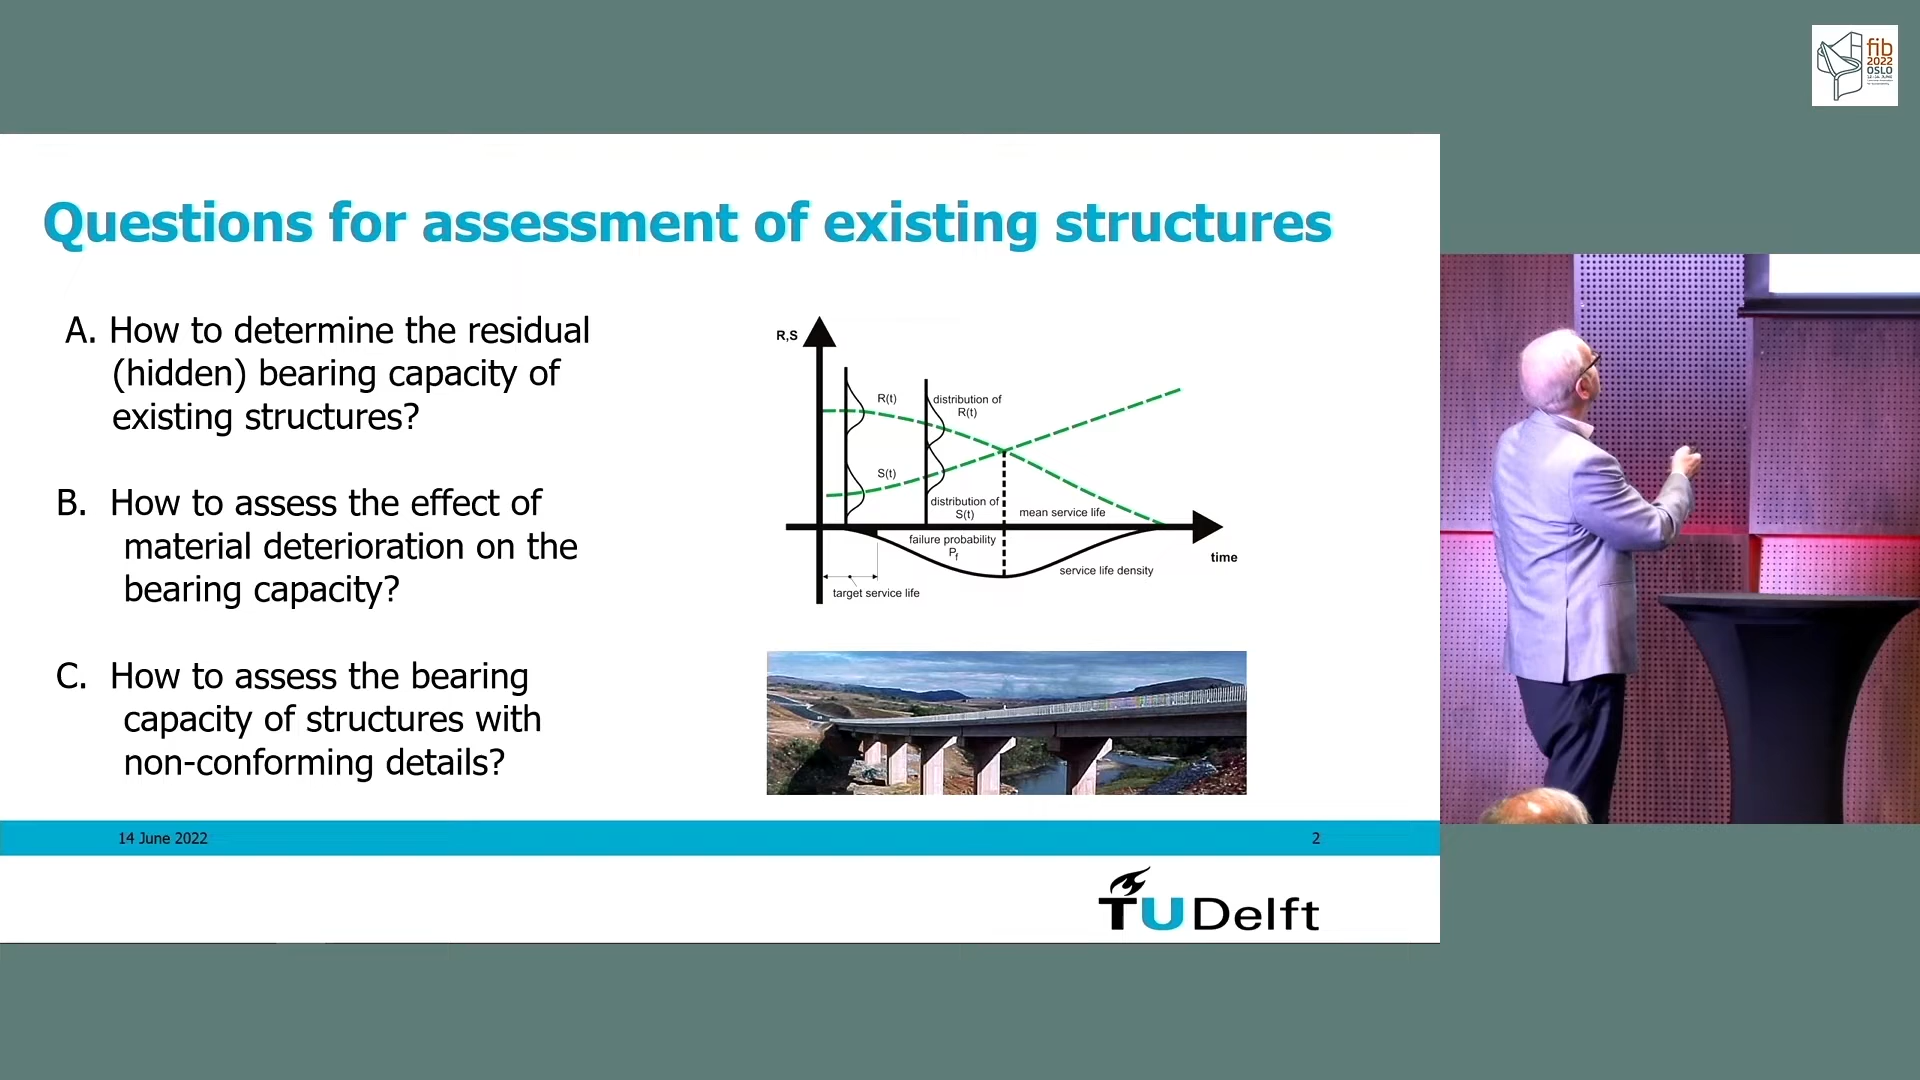 fib
2022
OSLO
Questions for assessment of existing structures
A. How to determine the residual
(hidden) bearing capacity of
existing structures?
B. How to assess the effect of
material deterioration on the
bearing capacity?
C. How to assess the bearing
capacity of structures with
non-conforming details?
R,S
R(t)
distribution of
R(t)
S(t)
distribution of
S(t)
mean service life
failure probability
Pf
time
service life density
target service life
14 June 2022
2
TU Delft